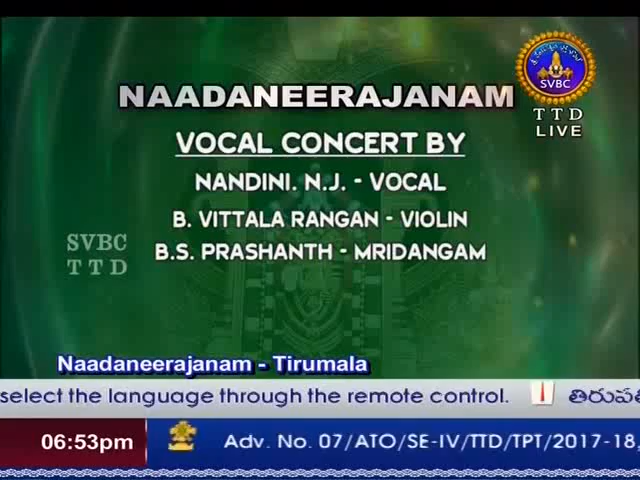 NAADANEERAJANAM
SVBC
TTD
LIVE
VOCAL CONCERT BY
NANDINI. N.J. - VOCAL
B. VITTALA RANGAN - VIOLIN
B.S. PRASHANTH - MRIDANGAM
SVBC
TTD
Naadaneerajanam - Tirumala
select the language through the remote control.
06:53pm
Adv. No. 07/ATO/SE-IV/TTD/TPT/2017-18,